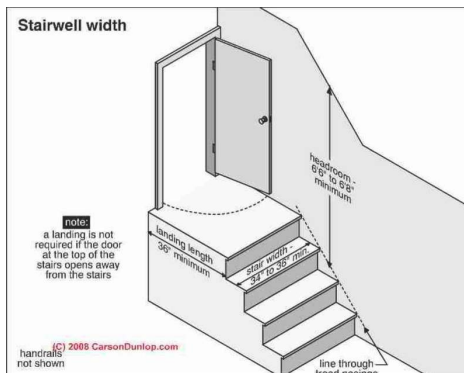 Stairwell width
headroom -
6'6" to 6'8"
minimum
note:
a landing is not
required if the door
at the top of the
stairs opens away
from the stairs
landing length
36" minimum
stair width -
34" to 36" min.
(C) 2008 CarsonDunlop.com
handrails
not shown
line through